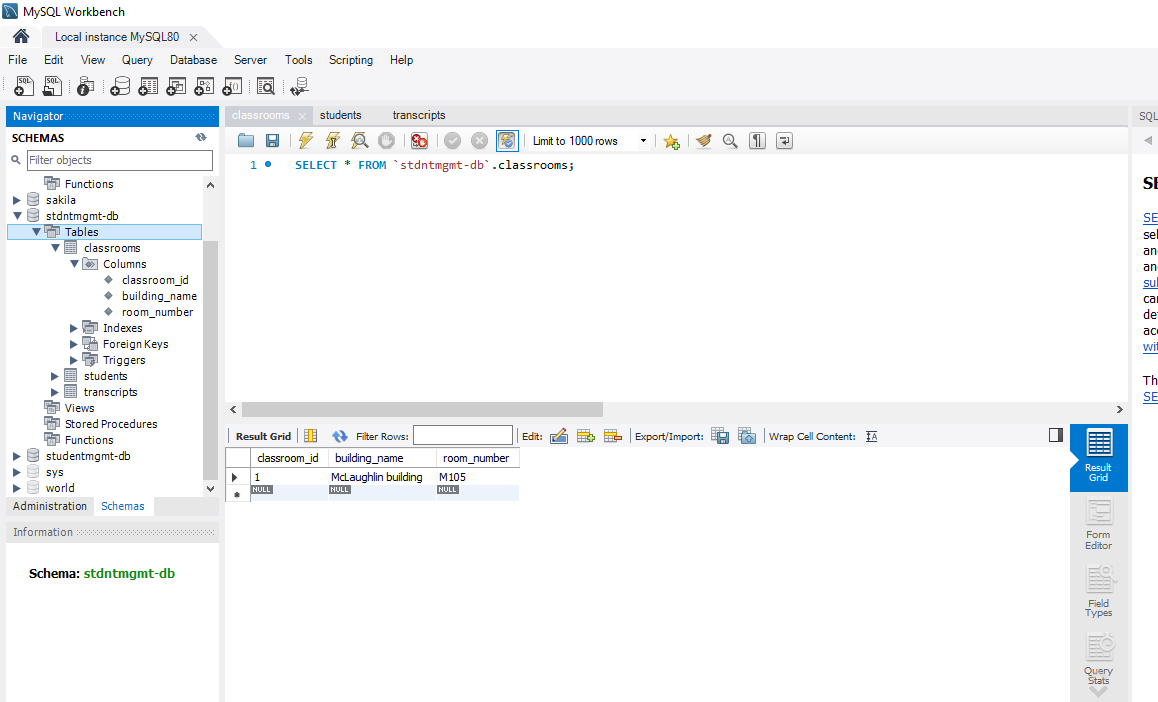 MySQL Workbench
Local instance MySQL80
File Edit View Query Database Server Tools Scripting Help
Navigator
SCHEMAS
Filter objects
Functions
sakila
stdntmgmt-db
Tables
classrooms
Columns
classroom_id
building_name
room_number
Indexes
Foreign Keys
Triggers
students
transcripts
Views
Stored Procedures
Functions
studentmgmt-db
sys
world
Administration Schemas
Information
Schema: stdntmgmt-db
classrooms students transcripts
Limit to 1000 rows
1 SELECT * FROM `stdntmgmt-db`.classrooms;
Result Grid Filter Rows: Edit: Export/Import: Wrap Cell Content:
classroom_id building_name room_number
1 McLaughlin building M105
NULL NULL NULL
Result
Grid
Form
Editor
Field
Types
Query
Stats
SQL
SE
sel
an
an
su
ca
de
acc
wit
Th
SE